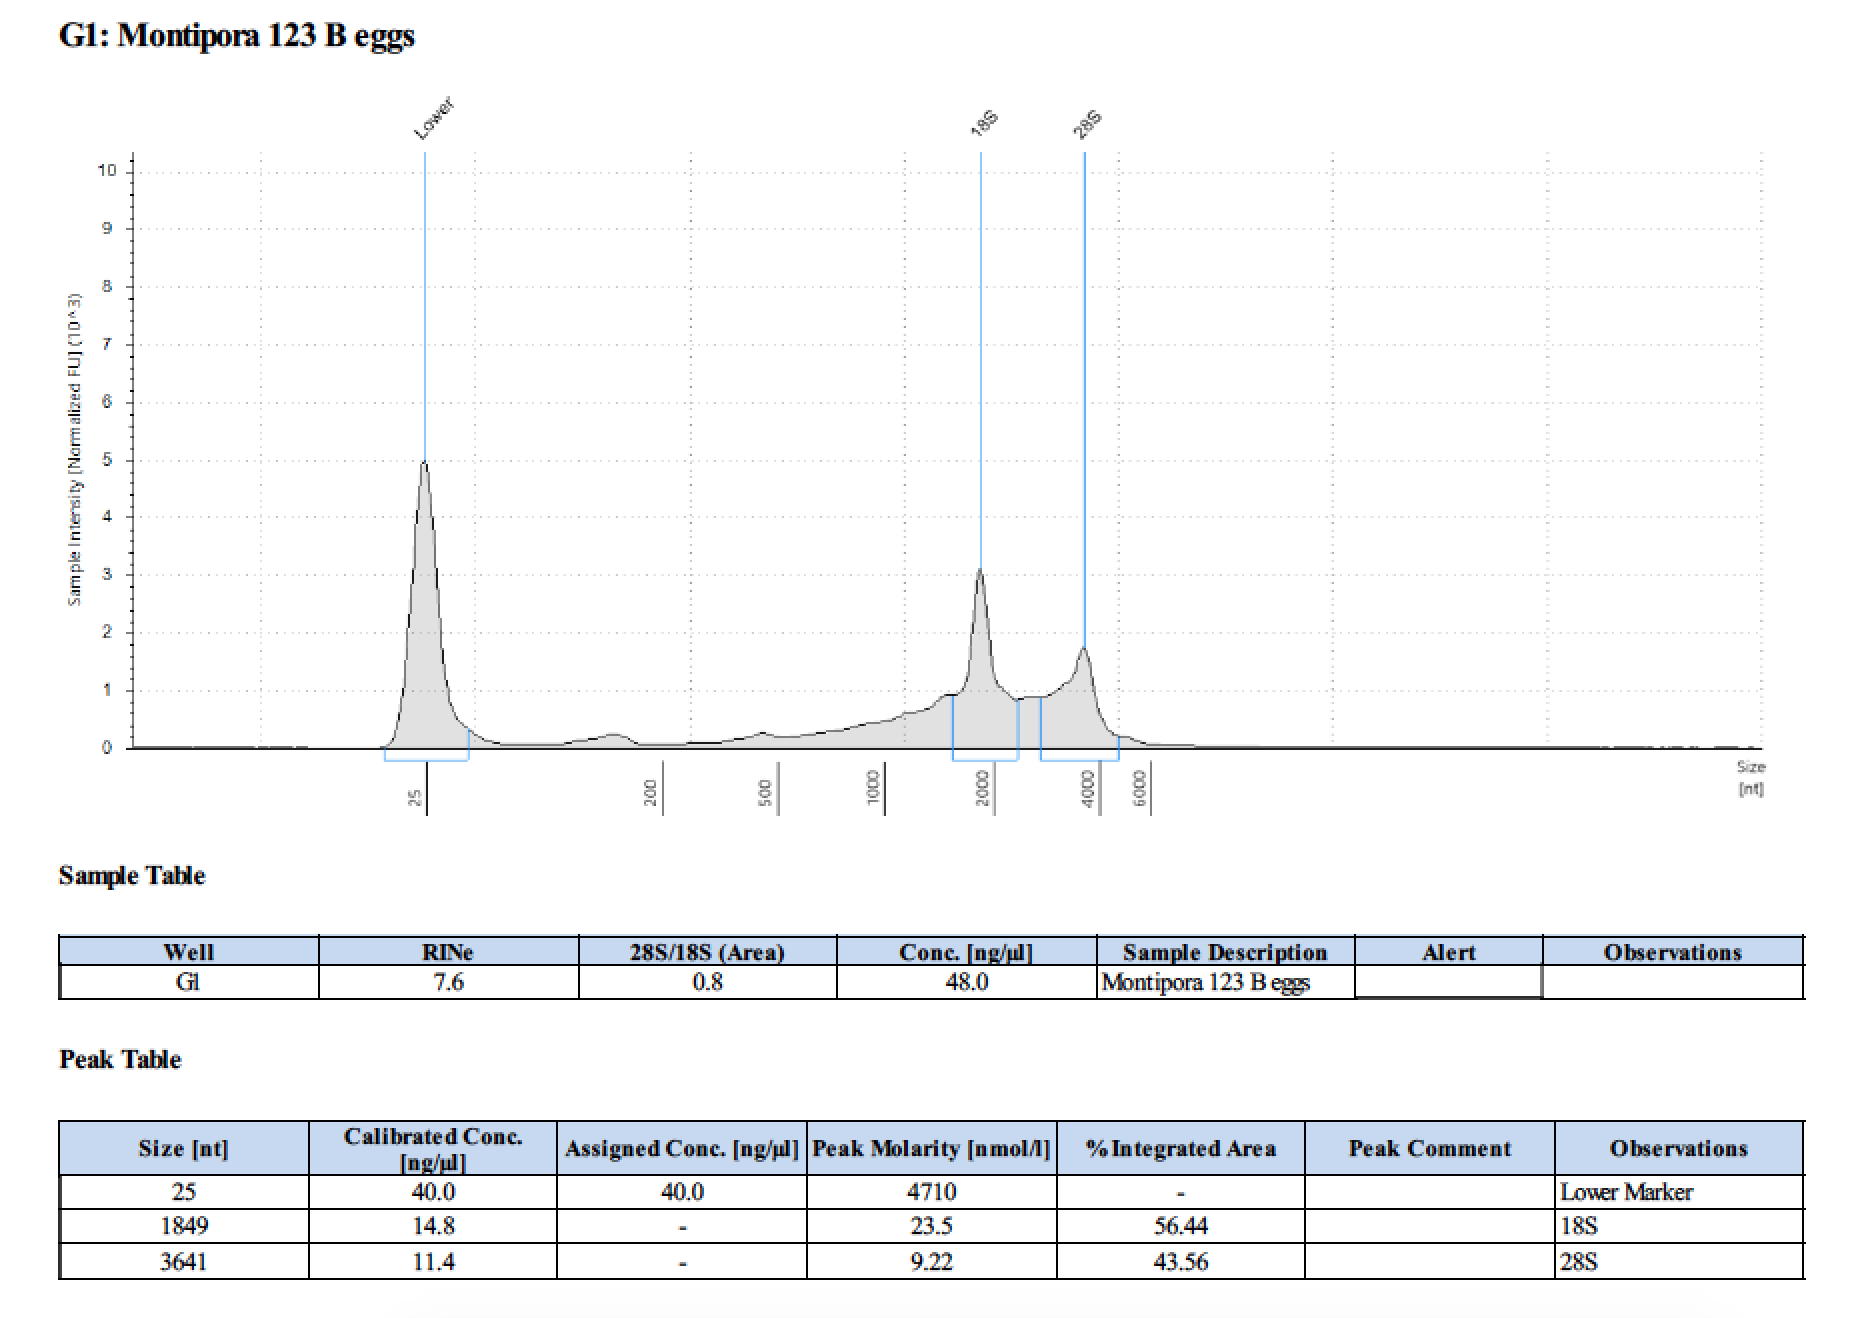 G1: Montipora 123 B eggs
Lower
18S
28S
10
9
8
7
6
5
4
3
2
1
0
Sample Intensity [Normalized FU] (10^3)
25
200
500
1000
2000
4000
6000
Size
[nt]
Sample Table
Well RINe 28S/18S (Area) Conc. [ng/µl] Sample Description Alert Observations
G1 7.6 0.8 48.0 Montipora 123 B eggs
Peak Table
Size [nt] Calibrated Conc. [ng/µl] Assigned Conc. [ng/µl] Peak Molarity [nmol/l] % Integrated Area Peak Comment Observations
25 40.0 40.0 4710 - Lower Marker
1849 14.8 - 23.5 56.44 18S
3641 11.4 - 9.22 43.56 28S